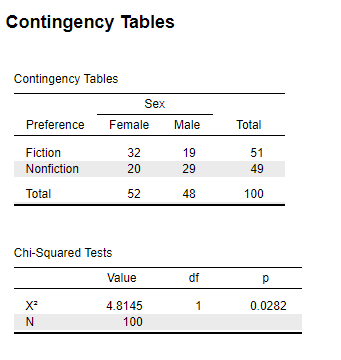 Contingency Tables
Contingency Tables
Sex
Preference Female Male Total
Fiction 32 19 51
Nonfiction 20 29 49
Total 52 48 100
Chi-Squared Tests
Value df p
X² 4.8145 1 0.0282
N 100